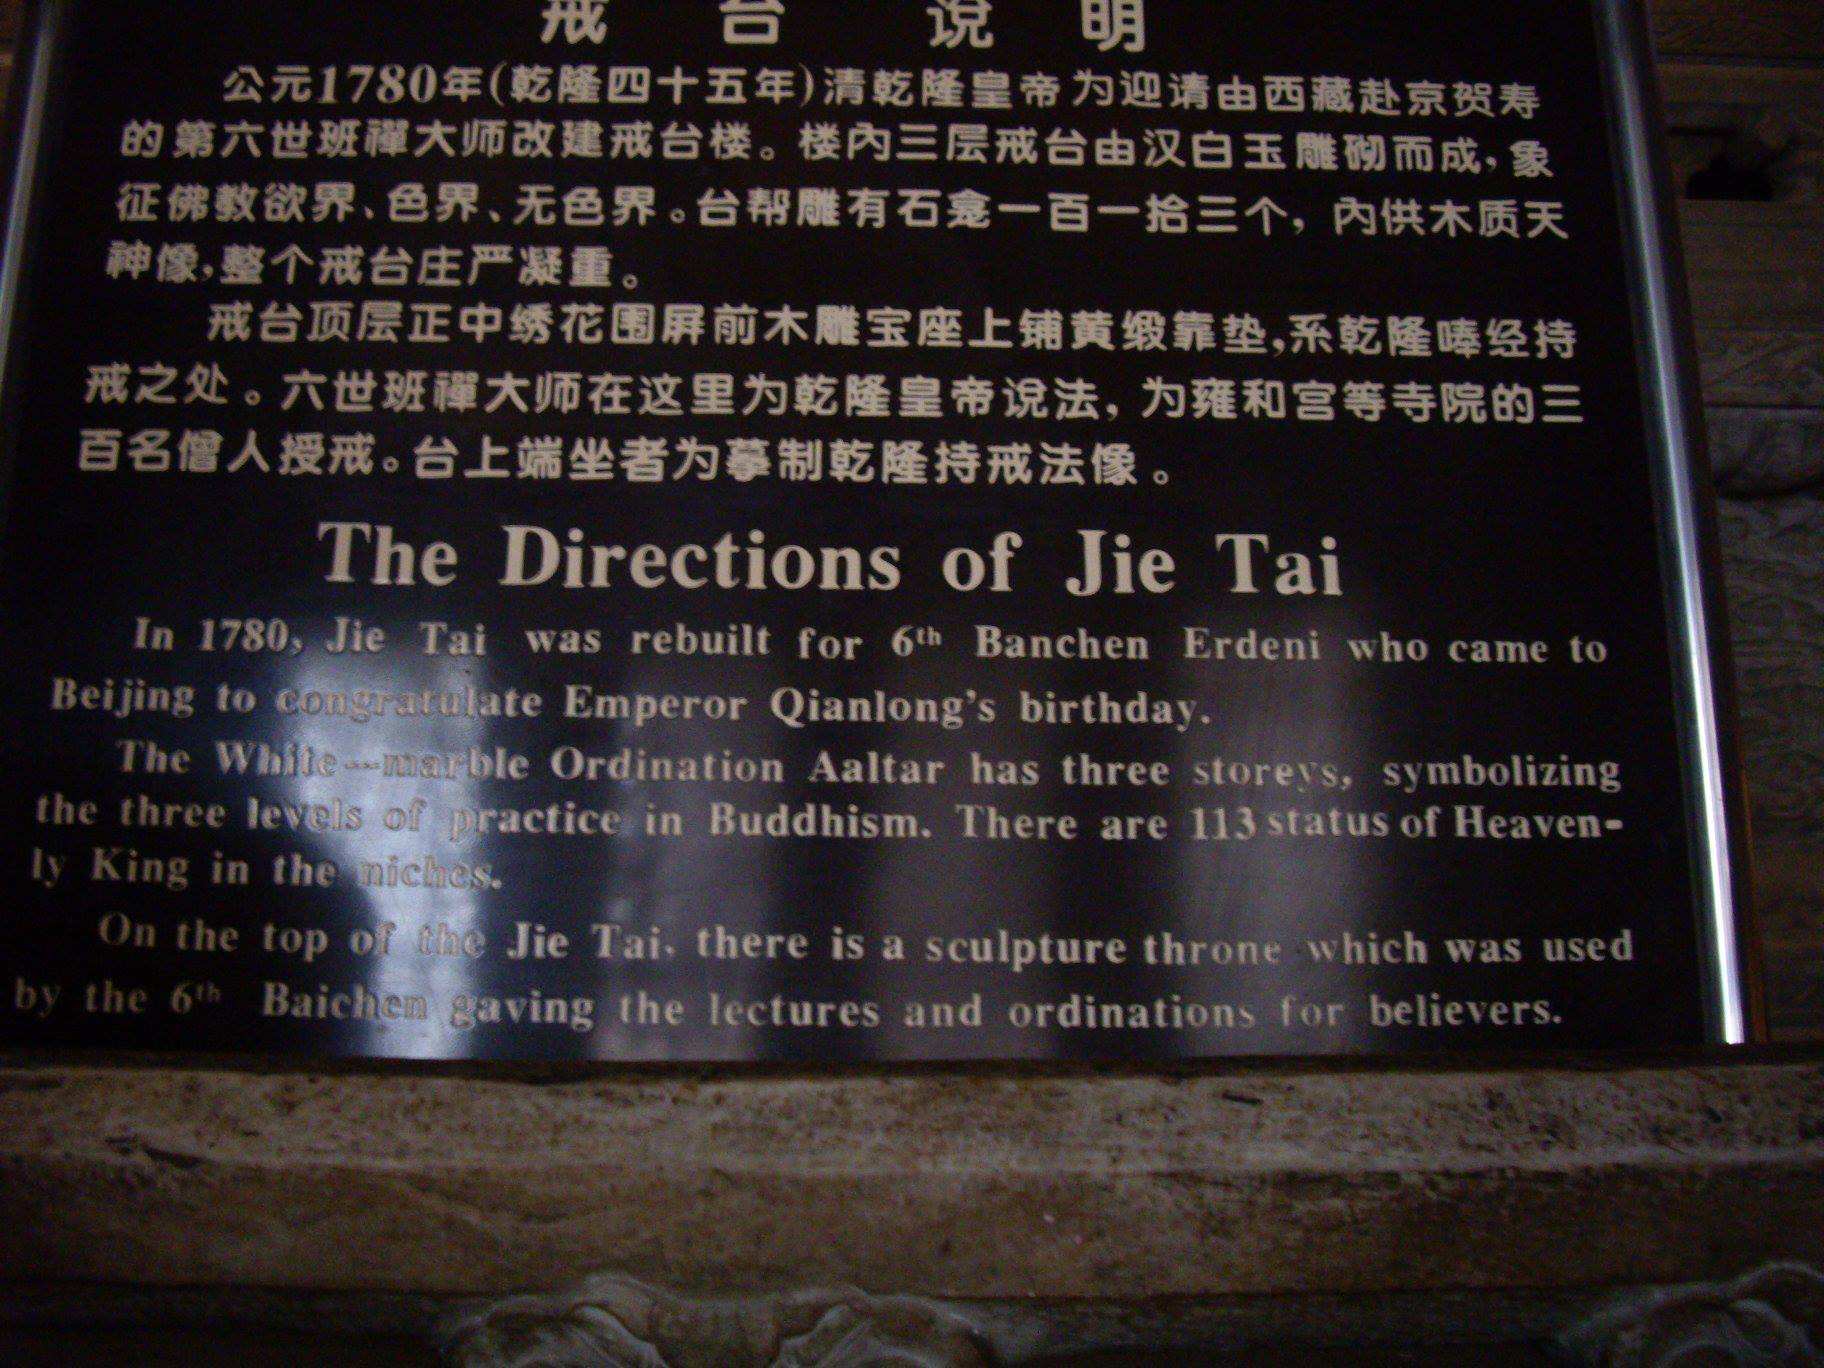 戒台说明
公元1780年(乾隆四十五年)清乾隆皇帝为迎请由西藏赴京贺寿
的第六世班禪大师改建戒台楼。楼內三层戒台由汉白玉雕砌而成,象
征佛教欲界、色界、无色界。台帮雕有石龛一百一拾三个,內供木质天
神像,整个戒台庄严凝重。
戒台顶层正中绣花围屏前木雕宝座上铺黄缎靠垫,系乾隆唪经持
戒之处。六世班禪大师在这里为乾隆皇帝说法,为雍和宫等寺院的三
百名僧人授戒。台上端坐者为摹制乾隆持戒法像。
The Directions of Jie Tai
In 1780, Jie Tai was rebuilt for 6th Banchen Erdeni who came to
Beijing to congratulate Emperor Qianlong's birthday.
The White—marble Ordination Aaltar has three storeys, symbolizing
the three levels of practice in Buddhism. There are 113 status of Heaven-
ly King in the niches.
On the top of the Jie Tai, there is a sculpture throne which was used
by the 6th Baichen gaving the lectures and ordinations for believers.